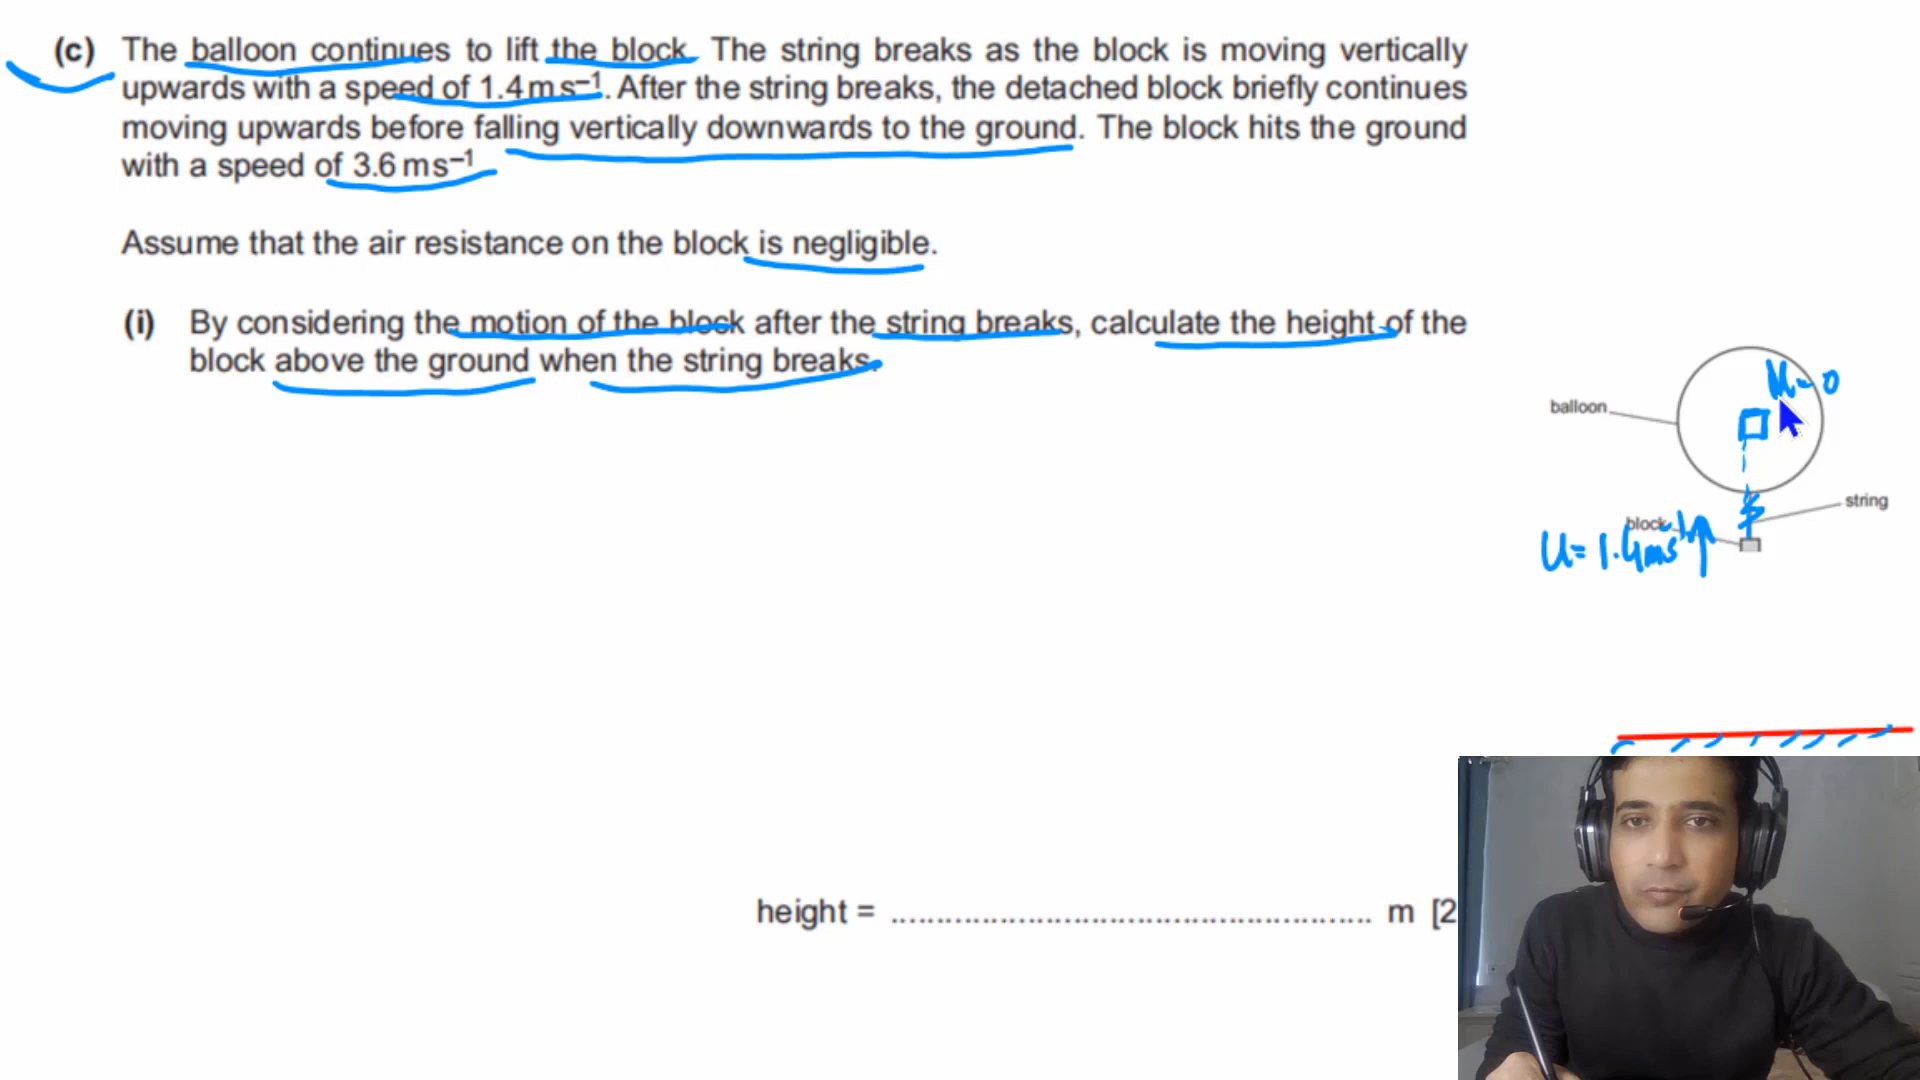 (c) The balloon continues to lift the block. The string breaks as the block is moving vertically
upwards with a speed of 1.4 m s⁻¹. After the string breaks, the detached block briefly continues
moving upwards before falling vertically downwards to the ground. The block hits the ground
with a speed of 3.6 m s⁻¹
Assume that the air resistance on the block is negligible.
(i) By considering the motion of the block after the string breaks, calculate the height of the
block above the ground when the string breaks.
u=0
balloon
string
block
u=1.4ms⁻¹
height = .................................................... m [2